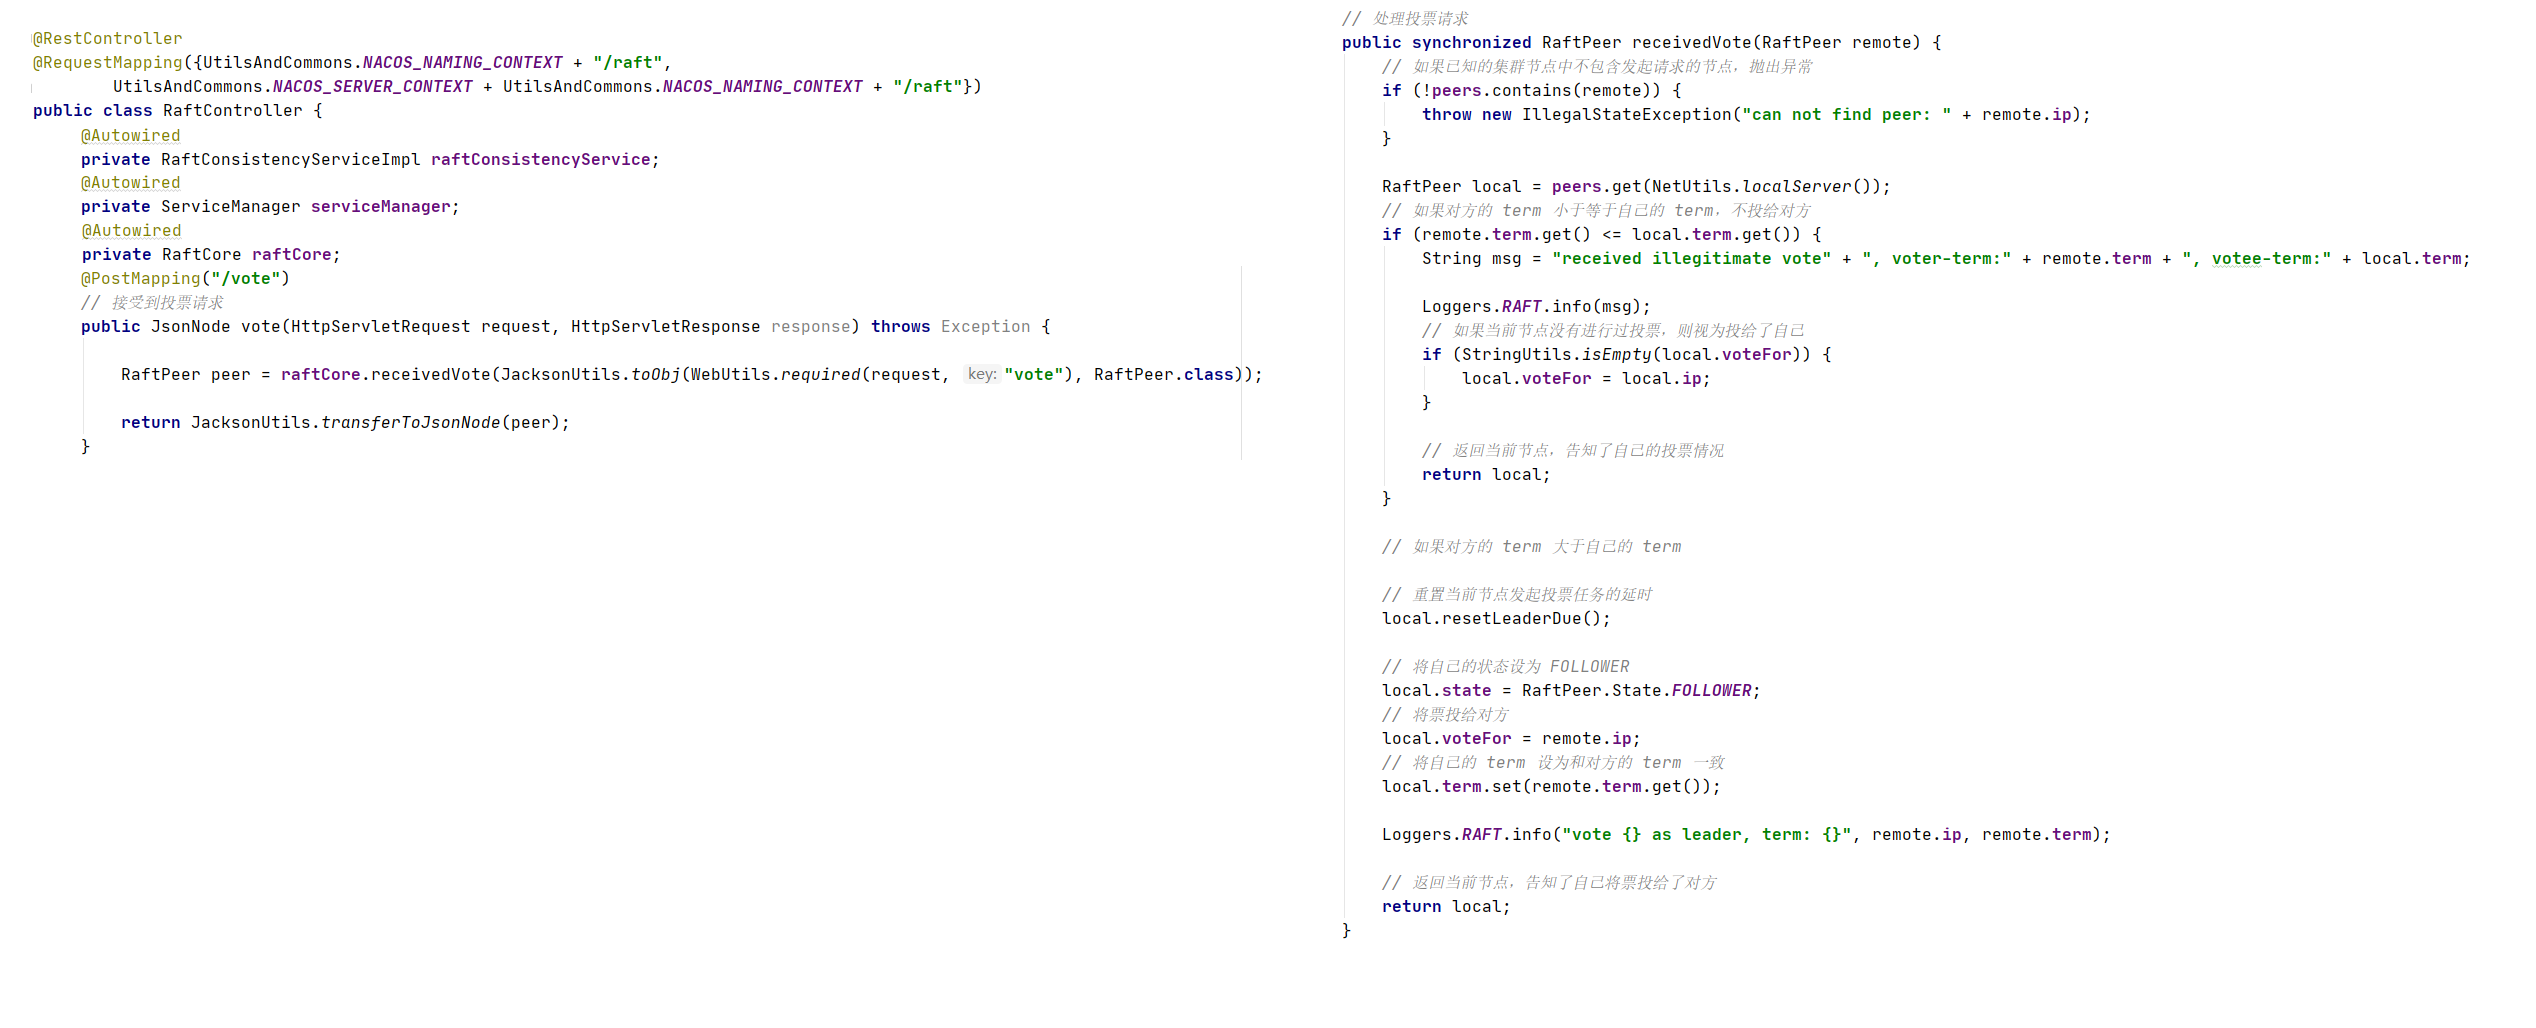 @RestController
@RequestMapping({UtilsAndCommons.NACOS_NAMING_CONTEXT + "/raft",
UtilsAndCommons.NACOS_SERVER_CONTEXT + UtilsAndCommons.NACOS_NAMING_CONTEXT + "/raft"})
public class RaftController {
@Autowired
private RaftConsistencyServiceImpl raftConsistencyService;
@Autowired
private ServiceManager serviceManager;
@Autowired
private RaftCore raftCore;
@PostMapping("/vote")
// 接受到投票请求
public JsonNode vote(HttpServletRequest request, HttpServletResponse response) throws Exception {
RaftPeer peer = raftCore.receivedVote(JacksonUtils.toObj(WebUtils.required(request, key: "vote"), RaftPeer.class));
return JacksonUtils.transferToJsonNode(peer);
}
// 处理投票请求
public synchronized RaftPeer receivedVote(RaftPeer remote) {
// 如果已知的集群节点中不包含发起请求的节点，抛出异常
if (!peers.contains(remote)) {
throw new IllegalStateException("can not find peer: " + remote.ip);
}
RaftPeer local = peers.get(NetUtils.localServer());
// 如果对方的 term 小于等于自己的 term，不投给对方
if (remote.term.get() <= local.term.get()) {
String msg = "received illegitimate vote" + ", voter-term:" + remote.term + ", votee-term:" + local.term;
Loggers.RAFT.info(msg);
// 如果当前节点没有进行过投票，则视为投给了自己
if (StringUtils.isEmpty(local.voteFor)) {
local.voteFor = local.ip;
}
// 返回当前节点，告知了自己的投票情况
return local;
}
// 如果对方的 term 大于自己的 term
// 重置当前节点发起投票任务的延时
local.resetLeaderDue();
// 将自己的状态设为 FOLLOWER
local.state = RaftPeer.State.FOLLOWER;
// 将票投给对方
local.voteFor = remote.ip;
// 将自己的 term 设为和对方的 term 一致
local.term.set(remote.term.get());
Loggers.RAFT.info("vote {} as leader, term: {}", remote.ip, remote.term);
// 返回当前节点，告知了自己将票投给了对方
return local;
}